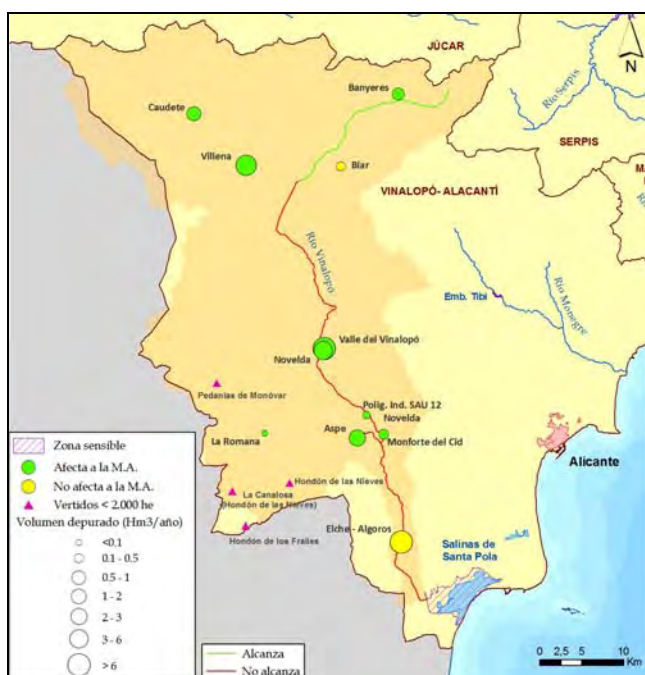 JÚCAR
N
Banyeres
Caudete
Río Serpis
SERPIS
Villena
Biar
VINALOPÓ- ALACANTÍ
Río Vinalopó
Emb. Tibi
Río Monegre
Valle del Vinalopó
Novelda
Pedanías de Monóvar
Polig. Ind. SAU 12
Novelda
La Romana
Aspe
Monforte del Cid
Alicante
Hondón de las Nieves
La Canalosa
(Hondón de las Nieves)
Hondón de los Frailes
Elche - Algoros
Salinas de
Santa Pola
Zona sensible
Afecta a la M.A.
No afecta a la M.A.
Vertidos < 2.000 he
Volumen depurado (Hm3/año)
<0.1
0.1 - 0.5
0.5 - 1
1 - 2
2 - 3
3 - 6
> 6
Alcanza
No alcanza
0 2,5 5 10
Km